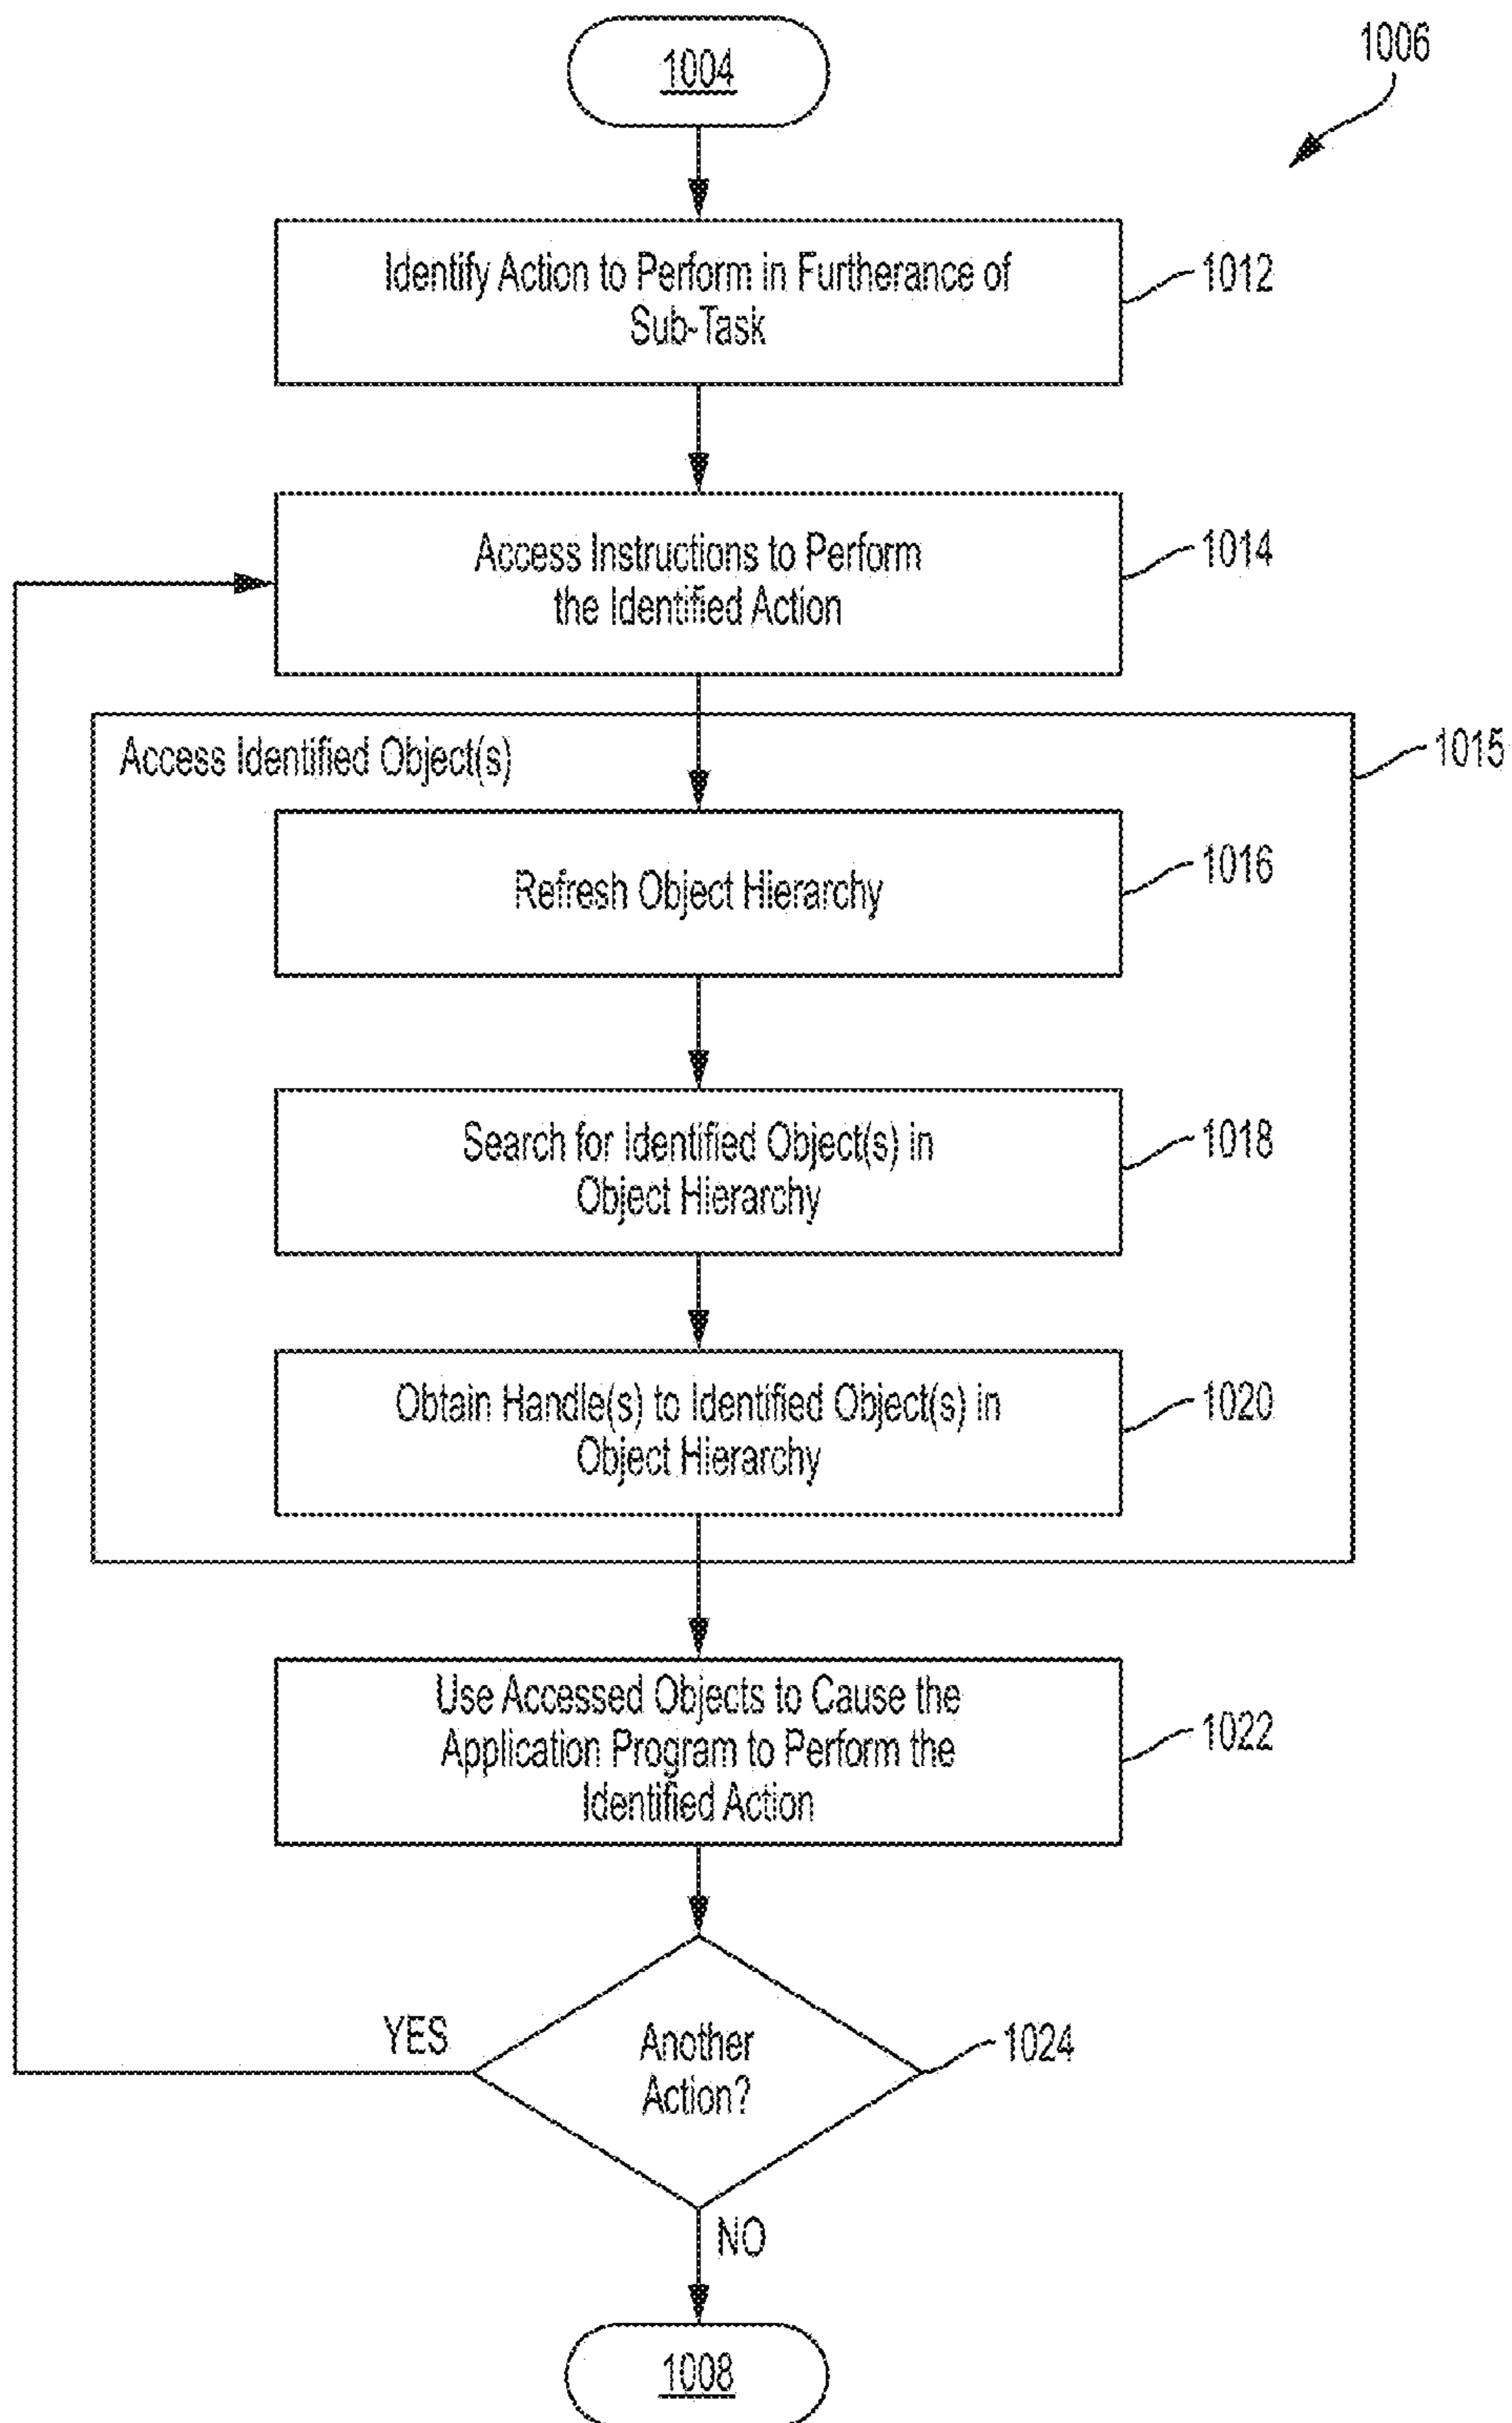 1004
1006
Identify Action to Perform in Furtherance of
Sub-Task
1012
Access Instructions to Perform
the Identified Action
1014
Access Identified Object(s)
1015
Refresh Object Hierarchy
1016
Search for Identified Object(s) in
Object Hierarchy
1018
Obtain Handle(s) to Identified Object(s) in
Object Hierarchy
1020
Use Accessed Objects to Cause the
Application Program to Perform the
Identified Action
1022
YES
Another
Action?
1024
NO
1008